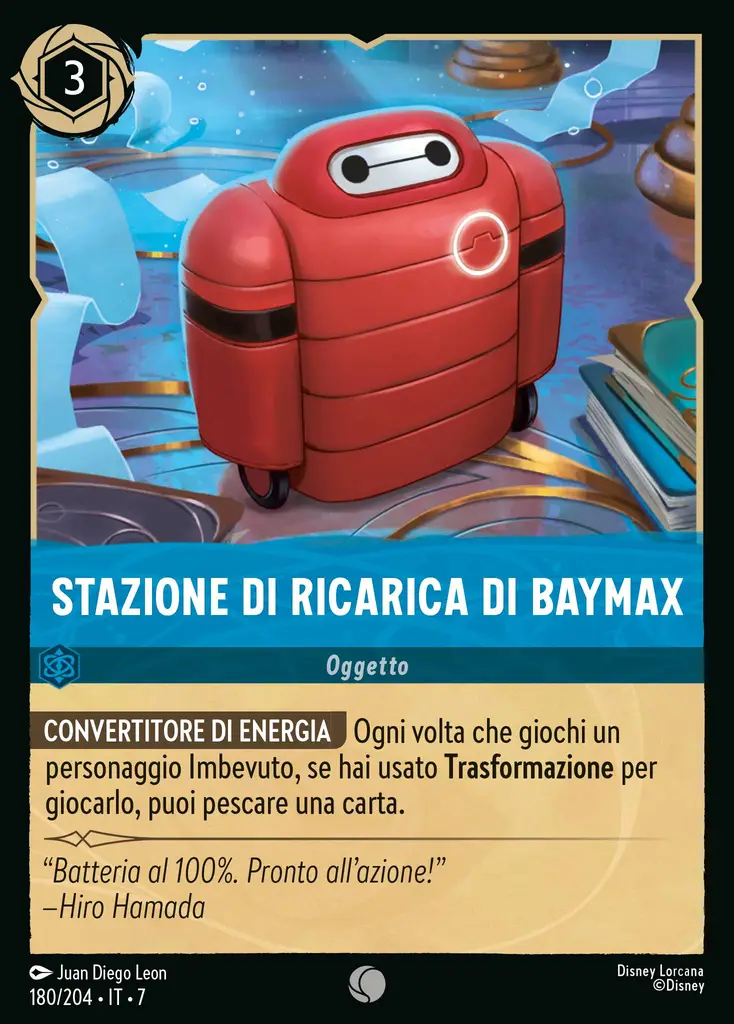 3
STAZIONE DI RICARICA DI BAYMAX
Oggetto
CONVERTITORE DI ENERGIA Ogni volta che giochi un
personaggio Imbevuto, se hai usato Trasformazione per
giocarlo, puoi pescare una carta.
“Batteria al 100%. Pronto all’azione!”
–Hiro Hamada
Juan Diego Leon
180/204 • IT • 7
Disney Lorcana
©Disney